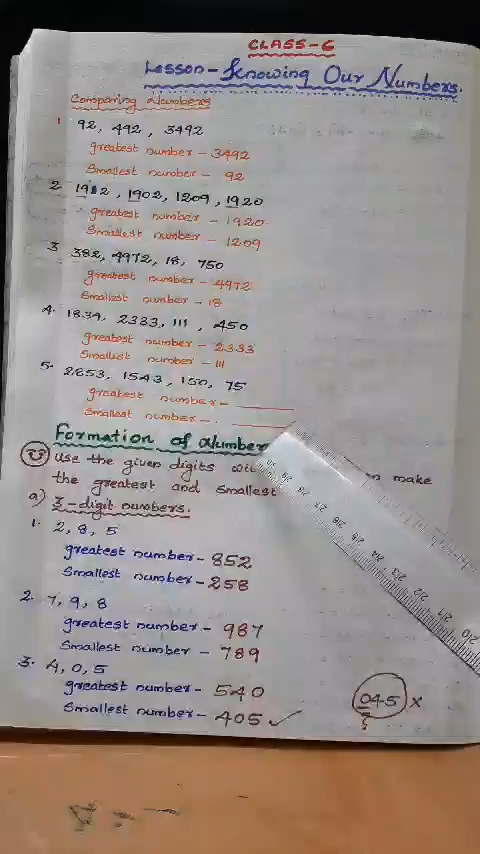 CLASS-6
Lesson - Knowing Our Numbers.
Comparing Numbers
1. 92, 492, 3492
greatest number - 3492
Smallest number - 92
2. 1912, 1902, 1209, 1920
greatest number - 1920
Smallest number - 1209
3. 382, 4972, 18, 750
greatest number - 4972
Smallest number - 18
4. 1834, 2333, 111, 450
greatest number - 2333
Smallest number - 111
5. 2853, 1543, 150, 75
greatest number -
Smallest number -
Formation of Number
use the given digits make
the greatest and smallest
a) 3-digit numbers.
1. 2, 8, 5
greatest number - 852
Smallest number - 258
2. 7, 9, 8
greatest number - 987
Smallest number - 789
3. 4, 0, 5
greatest number - 540
Smallest number - 405 ✓
045 x